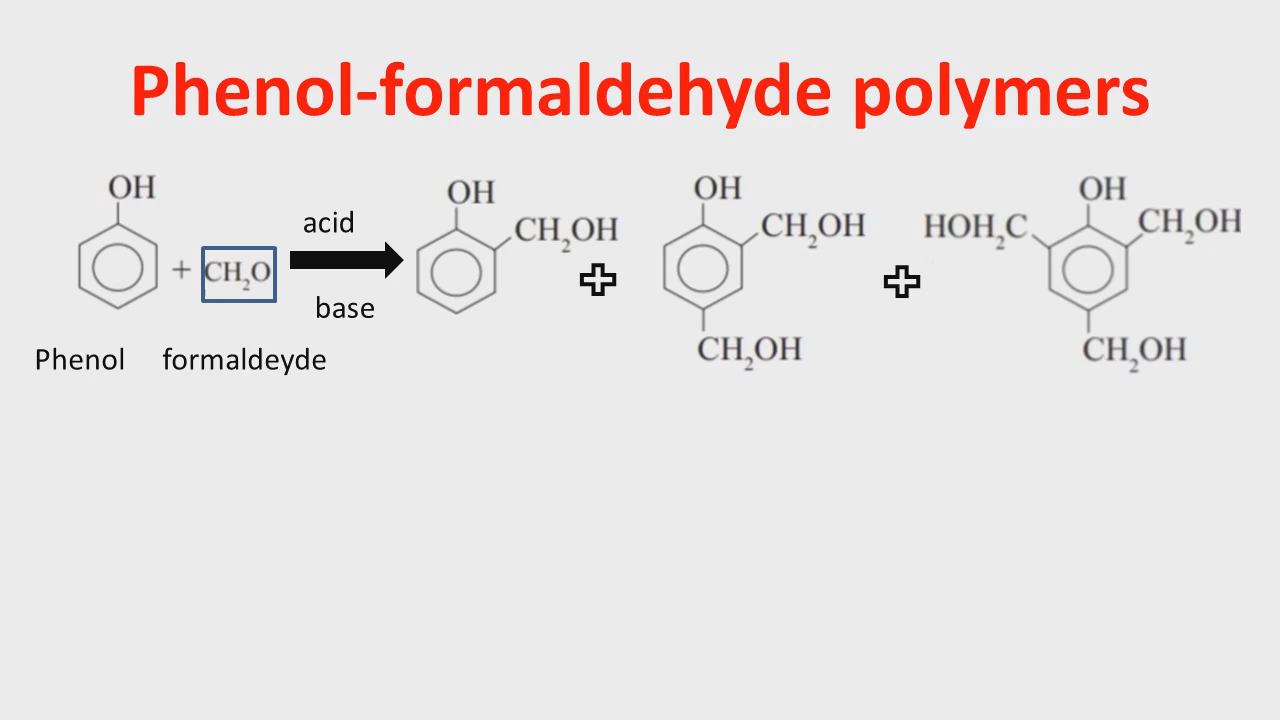 Phenol-formaldehyde polymers
OH OH OH OH
acid CH₂OH CH₂OH HOH₂C CH₂OH
+ CH₂O
base
Phenol formaldeyde CH₂OH CH₂OH